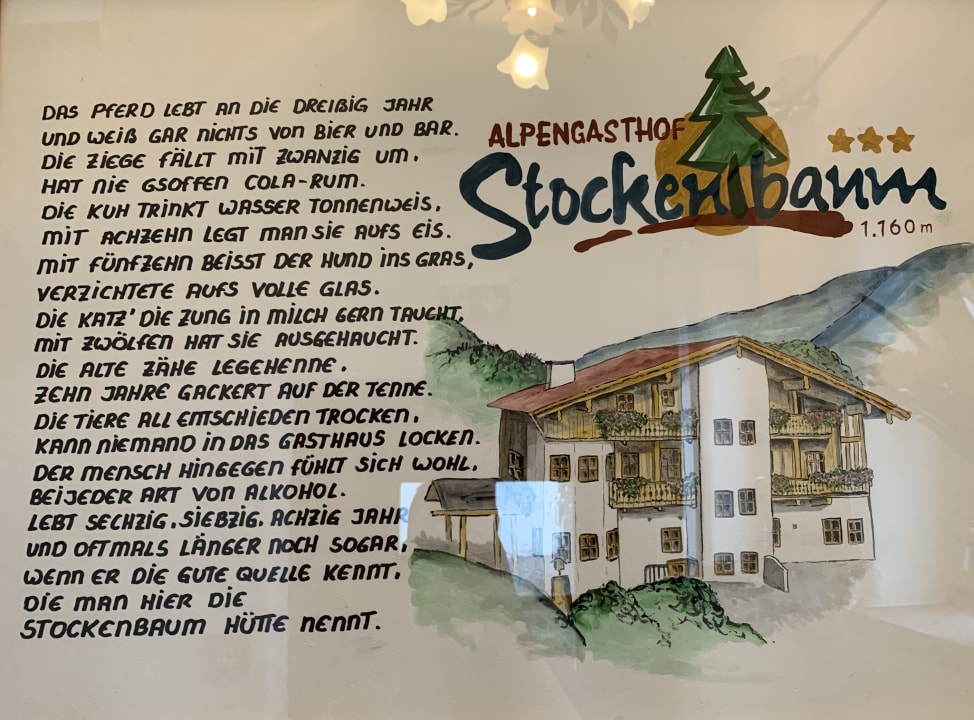 DAS PFERD LEBT AN DIE DREIßIG JAHR
UND WEIß GAR NICHTS VON BIER UND BAR.
DIE ZIEGE FÄLLT MIT ZWANZIG UM,
HAT NIE GSOFFEN COLA-RUM.
DIE KUH TRINKT WASSER TONNENWEIS,
MIT ACHZEHN LEGT MAN SIE AUFS EIS.
MIT FÜNFZEHN BEISST DER HUND INS GRAS,
VERZICHTETE AUFS VOLLE GLAS.
DIE KATZ' DIE ZUNG IN MILCH GERN TAUCHT,
MIT ZWÖLFEN HAT SIE AUSGEHAUCHT.
DIE ALTE ZÄHE LEGEHENNE,
ZEHN JAHRE GACKERT AUF DER TENNE.
DIE TIERE ALL ENTSCHIEDEN TROCKEN,
KANN NIEMAND IN DAS GASTHAUS LOCKEN.
DER MENSCH HINGEGEN FÜHLT SICH WOHL,
BEI JEDER ART VON ALKOHOL.
LEBT SECHZIG, SIEBZIG, ACHZIG JAHR
UND OFTMALS LÄNGER NOCH SOGAR,
WENN ER DIE GUTE QUELLE KENNT,
DIE MAN HIER DIE
STOCKENBAUM HÜTTE NENNT.
ALPENGASTHOF
Stockenbaum
1.160 m